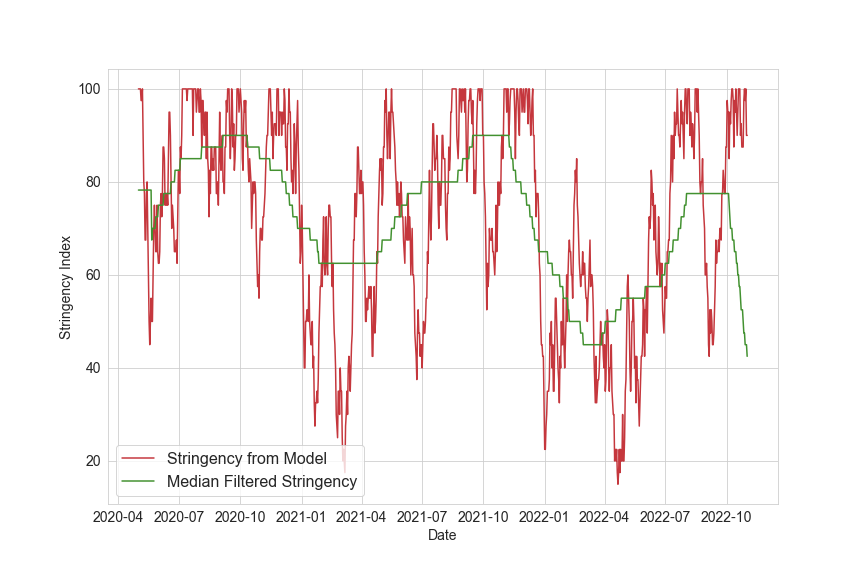 100
80
60
40
20
Stringency Index
Stringency from Model
Median Filtered Stringency
2020-04 2020-07 2020-10 2021-01 2021-04 2021-07 2021-10 2022-01 2022-04 2022-07 2022-10
Date